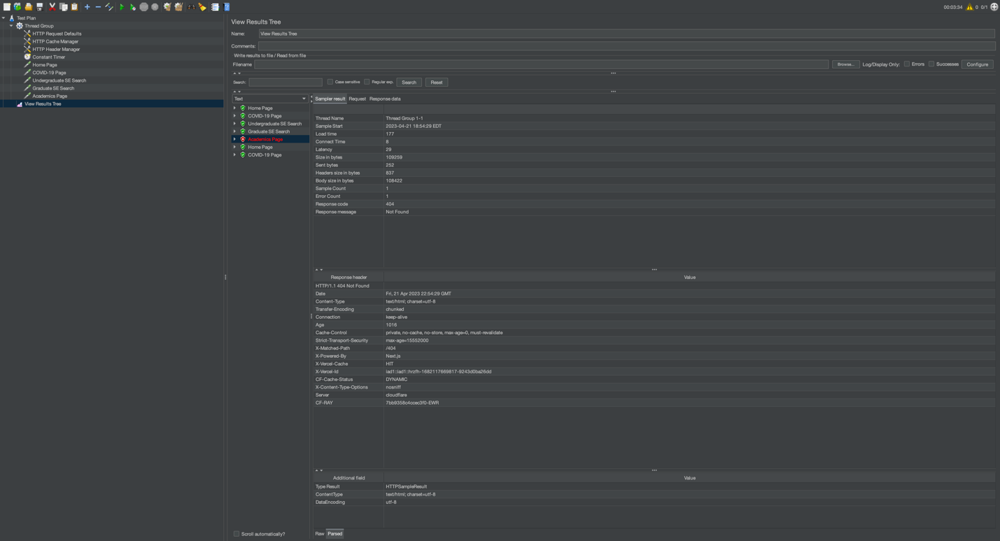 00:03:34 0 0/1
Test Plan
Thread Group
HTTP Request Defaults
HTTP Cache Manager
HTTP Header Manager
Constant Timer
Home Page
COVID-19 Page
Undergraduate SE Search
Graduate SE Search
Academics Page
View Results Tree
View Results Tree
Name: View Results Tree
Comments:
Write results to file / Read from file
Filename Browse... Log/Display Only: Errors Successes Configure
Search: Case sensitive Regular exp. Search Reset
Text
Home Page
COVID-19 Page
Undergraduate SE Search
Graduate SE Search
Academics Page
Home Page
COVID-19 Page
Scroll automatically?
Sampler result Request Response data
Thread Name Thread Group 1-1
Sample Start 2023-04-21 18:54:29 EDT
Load time 177
Connect Time 8
Latency 29
Size in bytes 109259
Sent bytes 252
Headers size in bytes 837
Body size in bytes 108422
Sample Count 1
Error Count 1
Response code 404
Response message Not Found
Response header Value
HTTP/1.1 404 Not Found
Date Fri, 21 Apr 2023 22:54:29 GMT
Content-Type text/html; charset=utf-8
Transfer-Encoding chunked
Connection keep-alive
Age 1016
Cache-Control private, no-cache, no-store, max-age=0, must-revalidate
Strict-Transport-Security max-age=15552000
X-Matched-Path /404
X-Powered-By Next.js
X-Vercel-Cache HIT
X-Vercel-Id iad1::iad1::hrzfh-1682117669817-9243d0ba26dd
CF-Cache-Status DYNAMIC
X-Content-Type-Options nosniff
Server cloudflare
CF-RAY 7bb9358c4ccec3f0-EWR
Additional field Value
Type Result HTTPSampleResult
ContentType text/html; charset=utf-8
DataEncoding utf-8
Raw Parsed